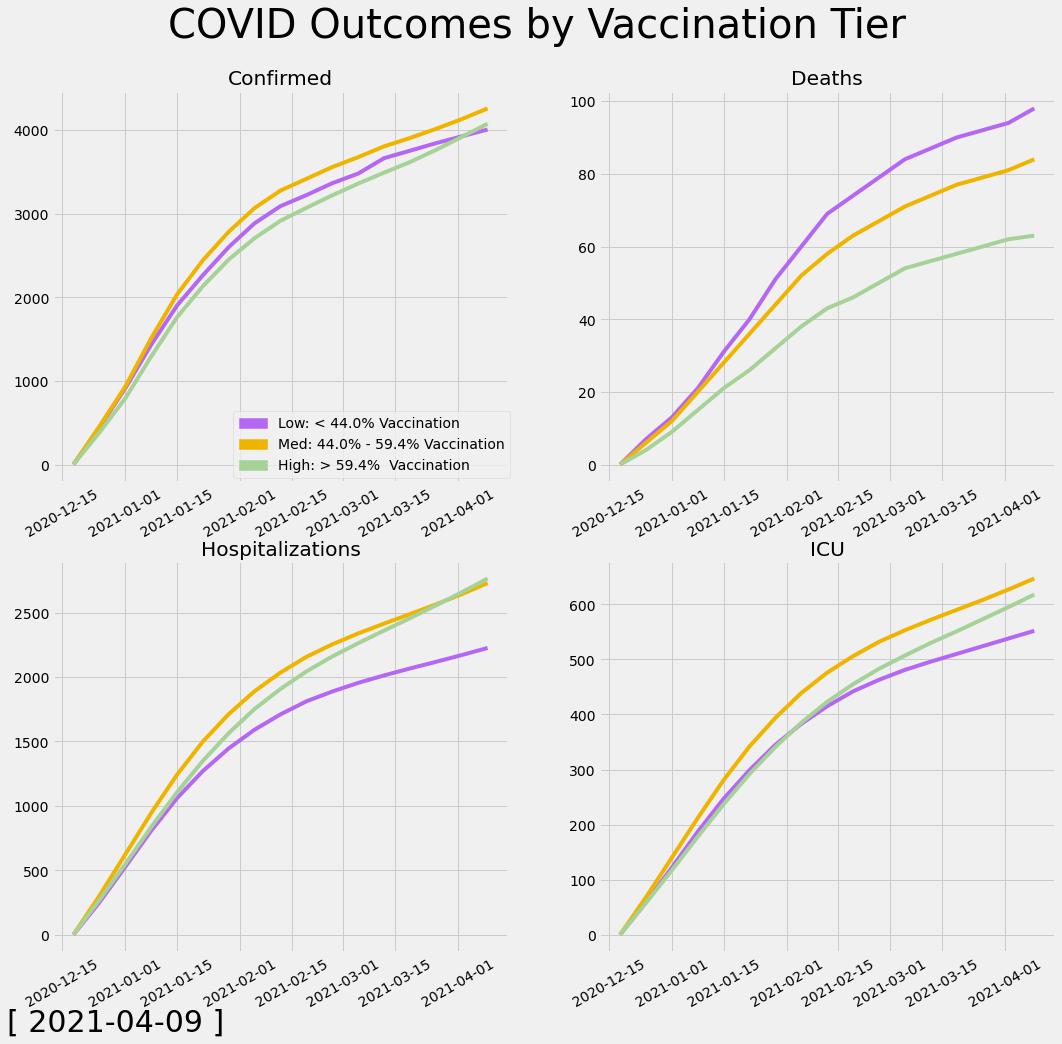 COVID Outcomes by Vaccination Tier
Confirmed
4000
3000
2000
1000
0
Low: < 44.0% Vaccination
Med: 44.0% - 59.4% Vaccination
High: > 59.4%  Vaccination
2020-12-15 2021-01-01 2021-01-15 2021-02-01 2021-02-15 2021-03-01 2021-03-15 2021-04-01
Deaths
100
80
60
40
20
0
2020-12-15 2021-01-01 2021-01-15 2021-02-01 2021-02-15 2021-03-01 2021-03-15 2021-04-01
Hospitalizations
2500
2000
1500
1000
500
0
2020-12-15 2021-01-01 2021-01-15 2021-02-01 2021-02-15 2021-03-01 2021-03-15 2021-04-01
ICU
600
500
400
300
200
100
0
2020-12-15 2021-01-01 2021-01-15 2021-02-01 2021-02-15 2021-03-01 2021-03-15 2021-04-01
[ 2021-04-09 ]